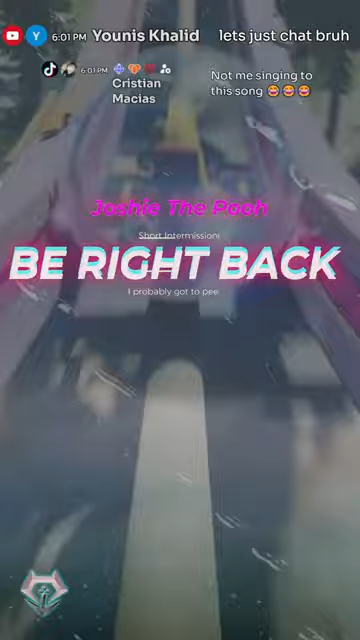 Y 6:01 PM Younis Khalid lets just chat bruh
6:01 PM
Cristian
Macias
Not me singing to
this song 🤩🤩🤩
Joshie The Pooh
Short Intermission!
BE RIGHT BACK
I probably got to pee